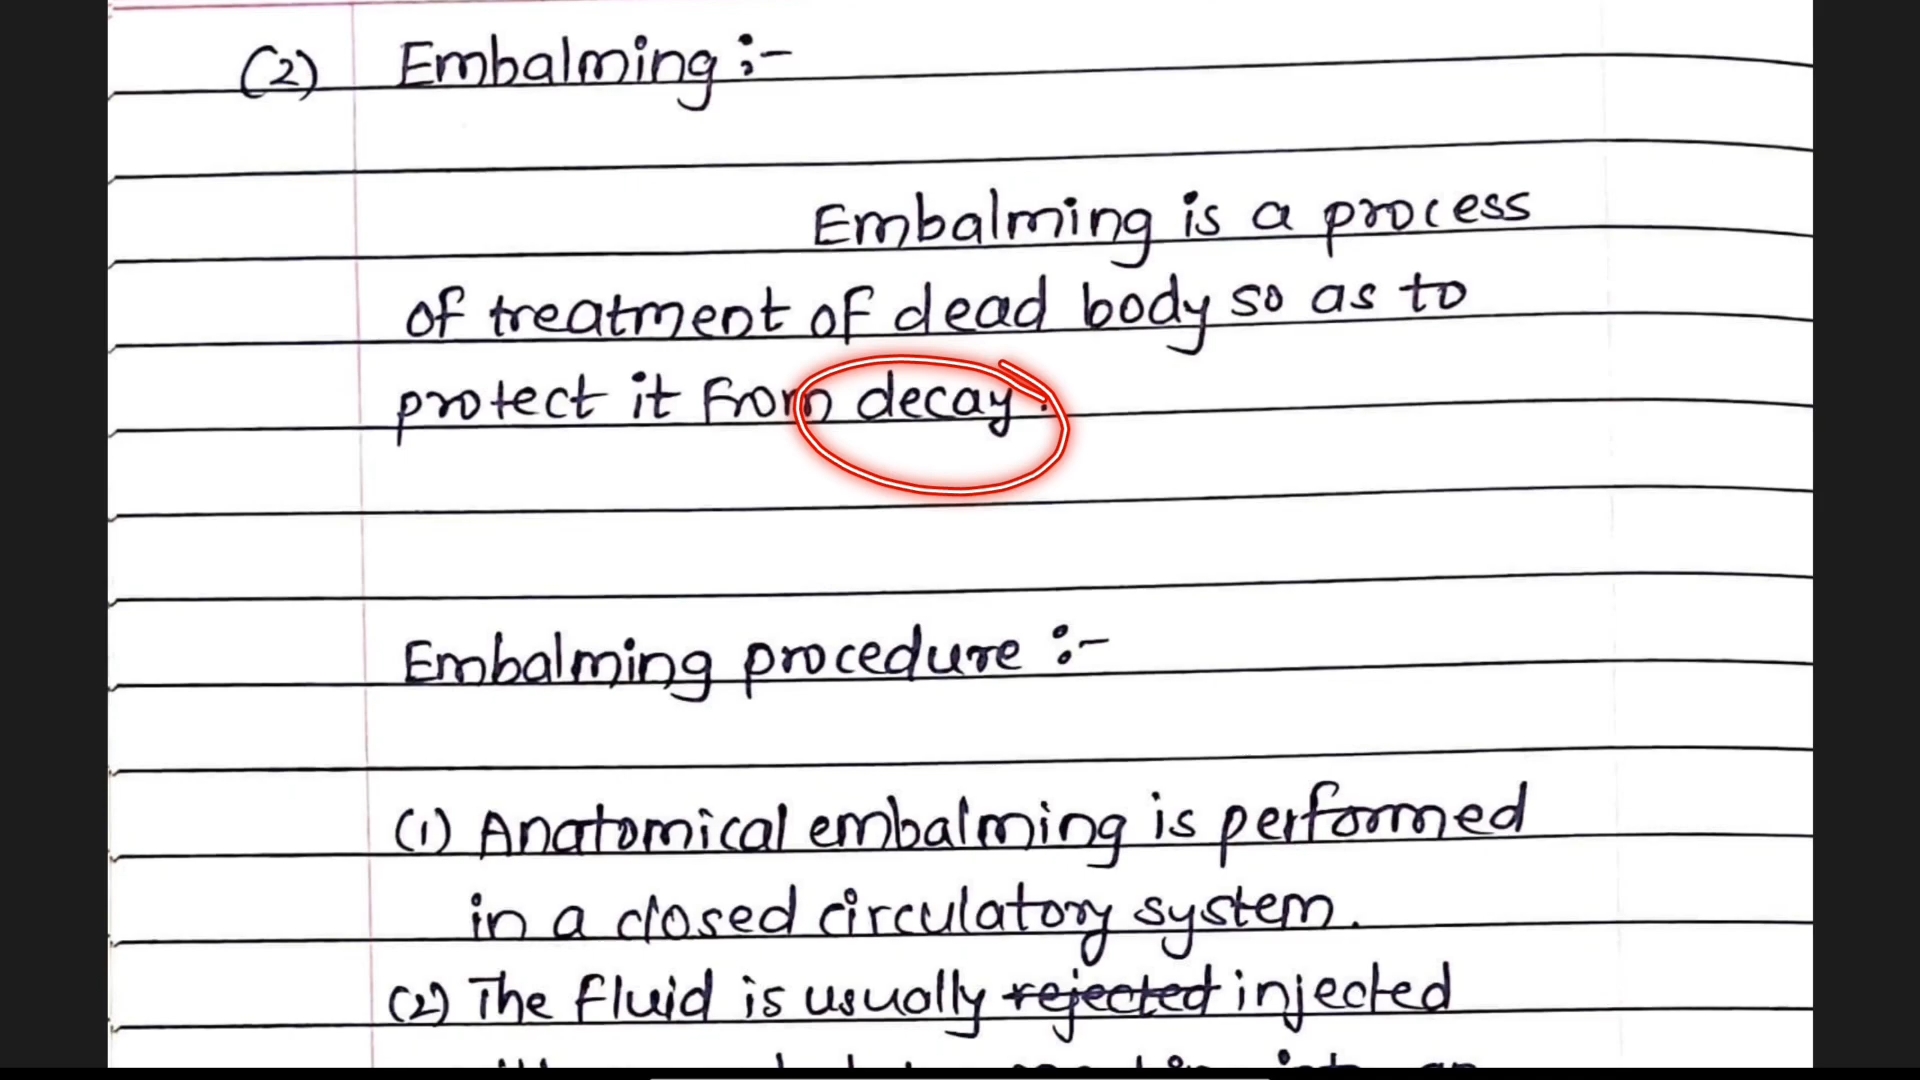 (2) Embalming :-
Embalming is a process
of treatment of dead body so as to
protect it from decay.
Embalming procedure :-
(1) Anatomical embalming is performed
in a closed circulatory system.
(2) The fluid is usually rejected injected